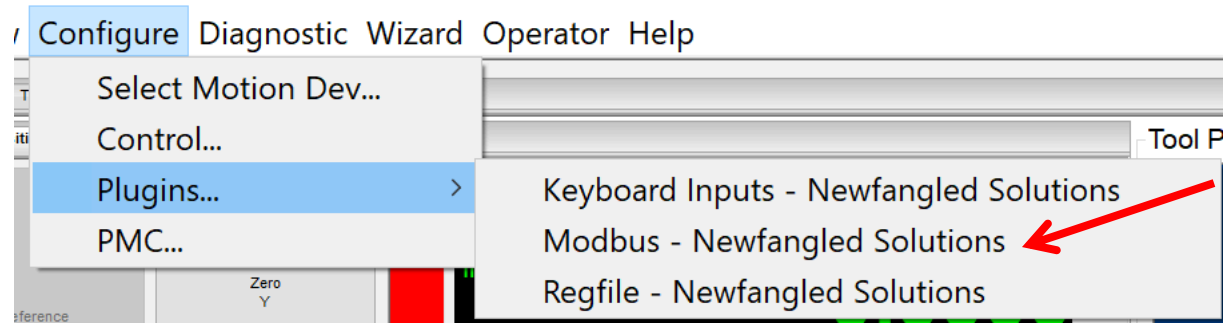 Configure Diagnostic Wizard Operator Help
Select Motion Dev...
Control...
Tool P
Plugins... >
Keyboard Inputs - Newfangled Solutions
PMC...
Modbus - Newfangled Solutions
Zero
Y
Regfile - Newfangled Solutions